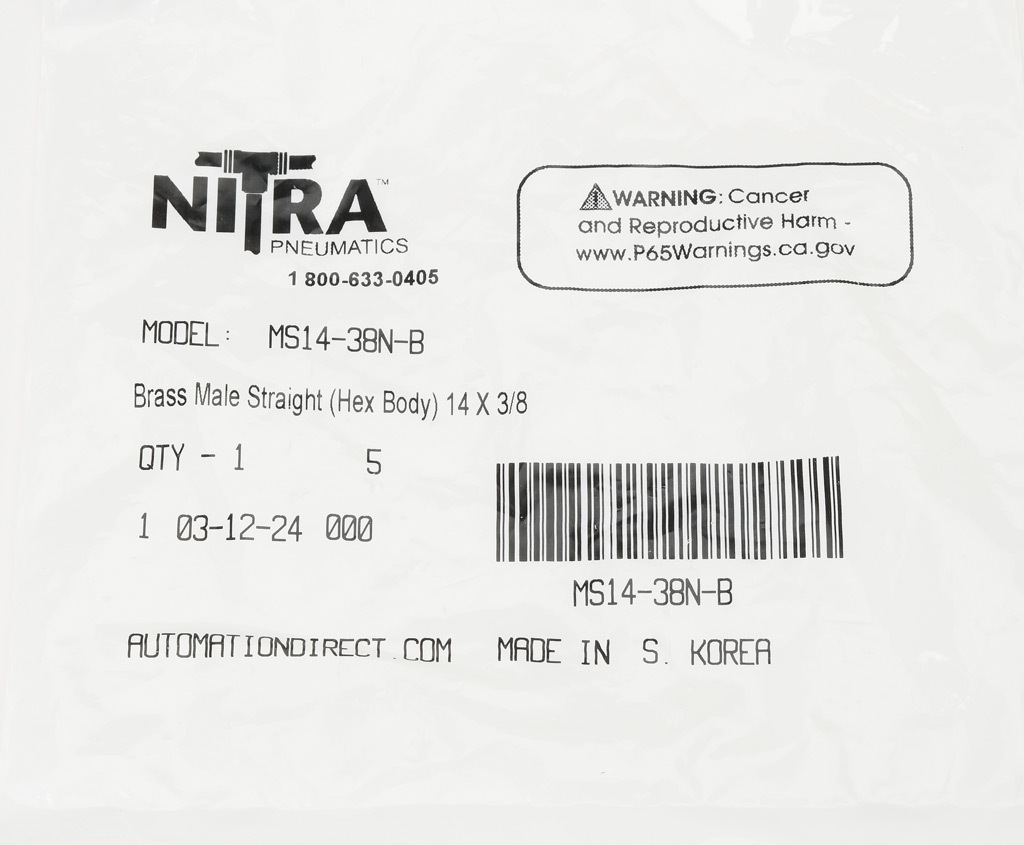 NITRA™
PNEUMATICS
1 800-633-0405
WARNING: Cancer
and Reproductive Harm -
www.P65Warnings.ca.gov
MODEL: MS14-38N-B
Brass Male Straight (Hex Body) 14 X 3/8
QTY - 1 5
1 03-12-24 000
MS14-38N-B
AUTOMATIONDIRECT.COM MADE IN S. KOREA